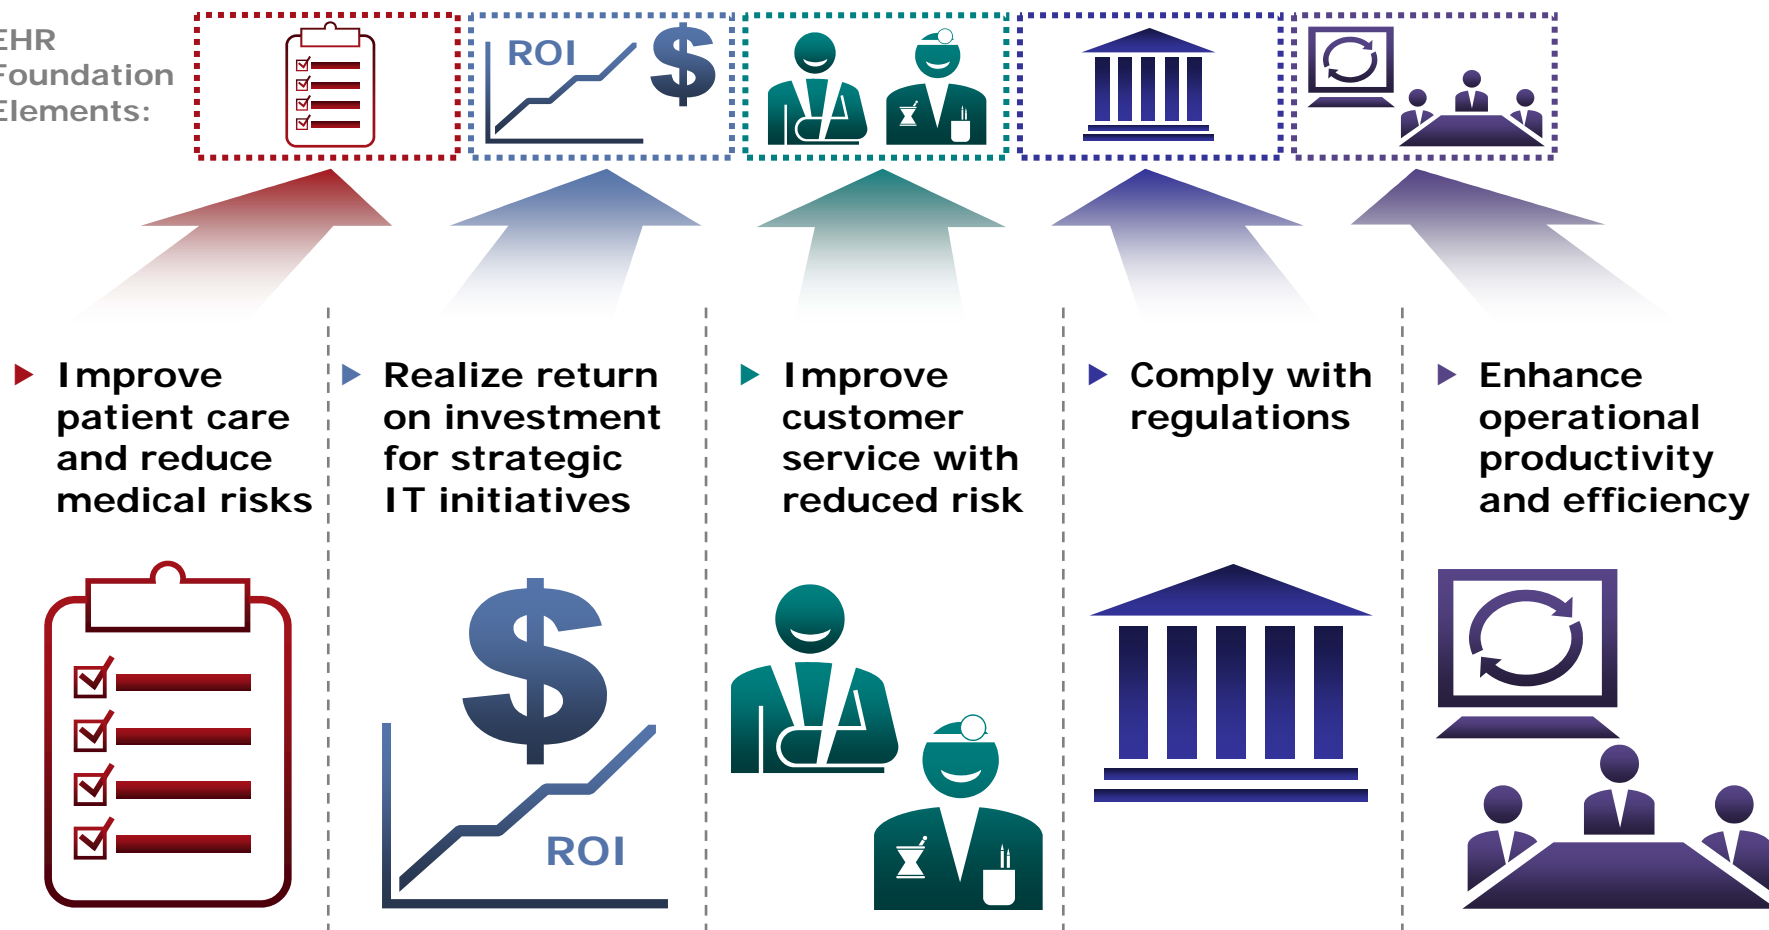 EHR
Foundation
Elements:
ROI
$
Improve
patient care
and reduce
medical risks
Realize return
on investment
for strategic
IT initiatives
Improve
customer
service with
reduced risk
Comply with
regulations
Enhance
operational
productivity
and efficiency
$
ROI